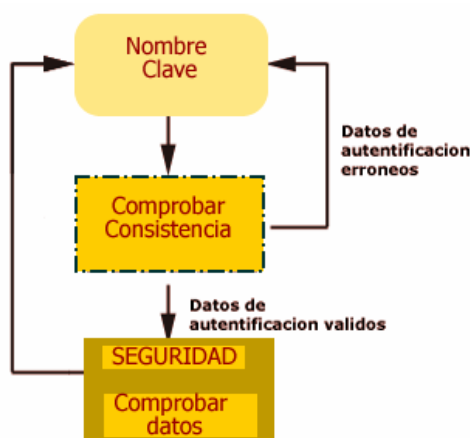 Nombre
Clave
Datos de
autentificacion
erroneos
Comprobar
Consistencia
Datos de
autentificacion validos
SEGURIDAD
Comprobar
datos